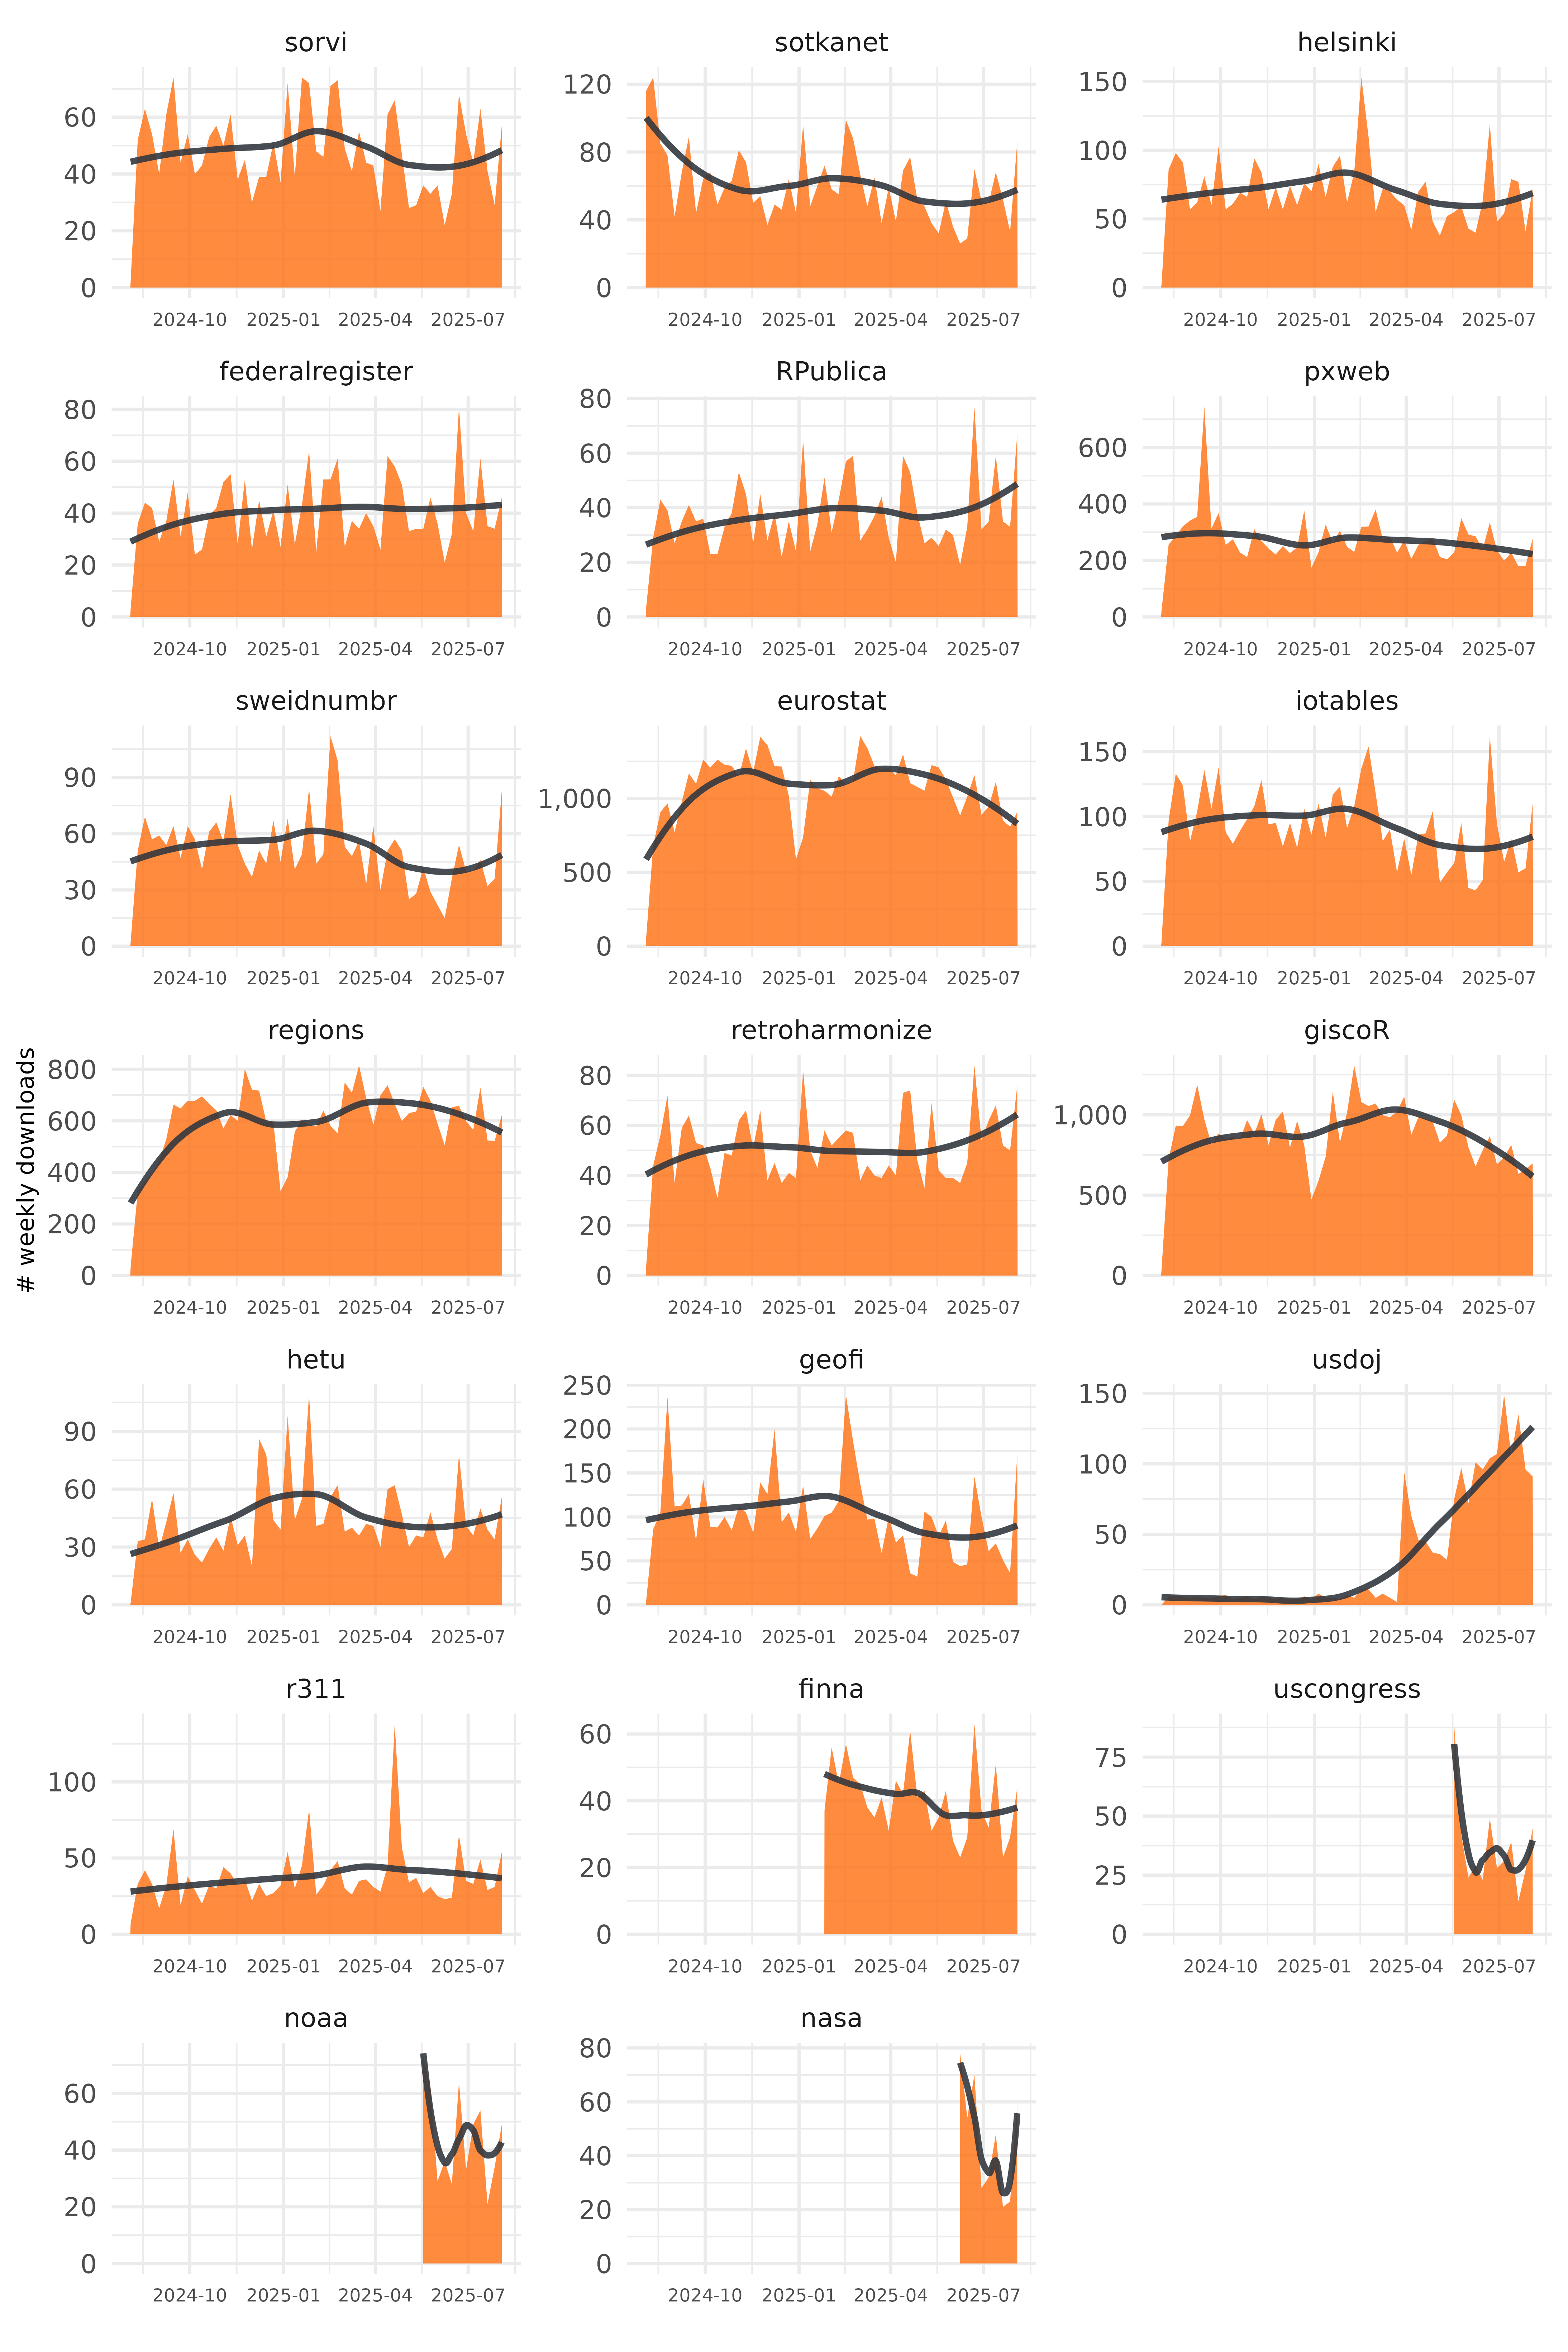 sorvi sotkanet helsinki
60 40 20 0
120 80 40 0
150 100 50 0
2024-10 2025-01 2025-04 2025-07 2024-10 2025-01 2025-04 2025-07 2024-10 2025-01 2025-04 2025-07
federalregister RPublica pxweb
80 60 40 20 0
80 60 40 20 0
600 400 200 0
2024-10 2025-01 2025-04 2025-07 2024-10 2025-01 2025-04 2025-07 2024-10 2025-01 2025-04 2025-07
sweidnumbr eurostat iotables
90 60 30 0
1,000 500 0
150 100 50 0
2024-10 2025-01 2025-04 2025-07 2024-10 2025-01 2025-04 2025-07 2024-10 2025-01 2025-04 2025-07
# weekly downloads
regions retroharmonize giscoR
800 600 400 200 0
80 60 40 20 0
1,000 500 0
2024-10 2025-01 2025-04 2025-07 2024-10 2025-01 2025-04 2025-07 2024-10 2025-01 2025-04 2025-07
hetu geofi usdoj
90 60 30 0
250 200 150 100 50 0
150 100 50 0
2024-10 2025-01 2025-04 2025-07 2024-10 2025-01 2025-04 2025-07 2024-10 2025-01 2025-04 2025-07
r311 finna uscongress
100 50 0
60 40 20 0
75 50 25 0
2024-10 2025-01 2025-04 2025-07 2024-10 2025-01 2025-04 2025-07 2024-10 2025-01 2025-04 2025-07
noaa nasa
60 40 20 0
80 60 40 20 0
2024-10 2025-01 2025-04 2025-07 2024-10 2025-01 2025-04 2025-07